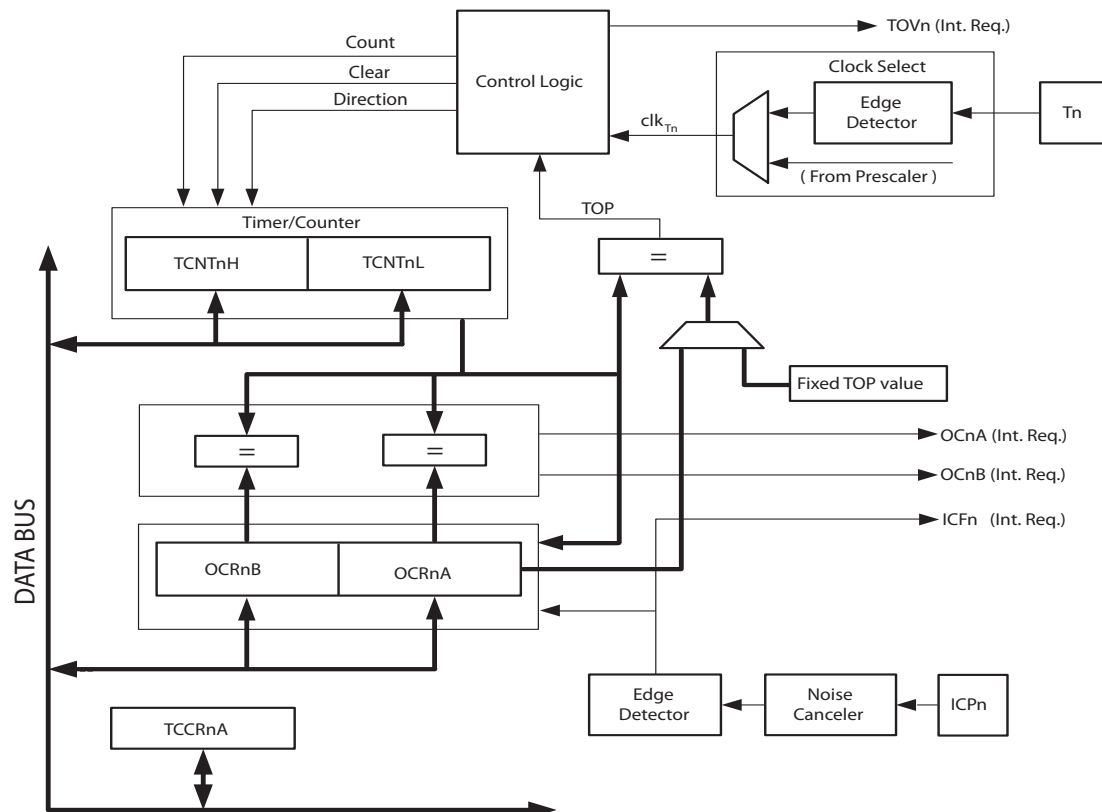 TOVn (Int. Req.)
Count
Clear
Direction
Control Logic
Clock Select
Edge
Detector
Tn
clk
Tn
( From Prescaler )
TOP
Timer/Counter
TCNTnH
TCNTnL
=
Fixed TOP value
=
=
OCnA (Int. Req.)
OCnB (Int. Req.)
ICFn (Int. Req.)
DATA BUS
OCRnB
OCRnA
Edge
Detector
Noise
Canceler
ICPn
TCCRnA